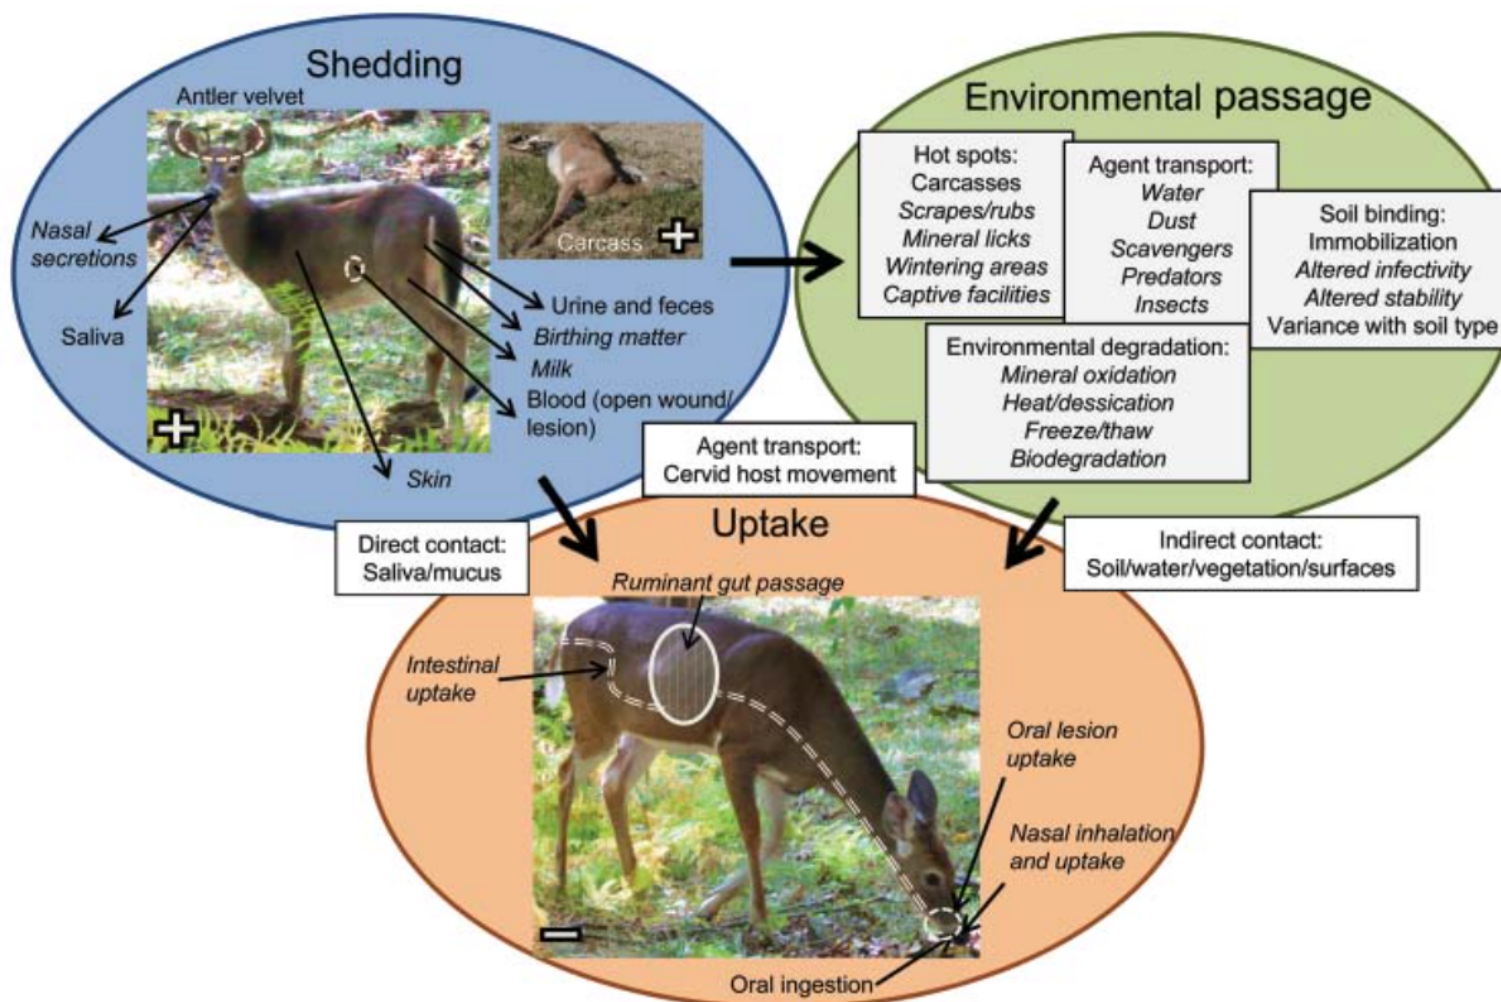 Shedding
Antler velvet
Carcass
Nasal
secretions
Saliva
Urine and feces
Birthing matter
Milk
Blood (open wound/
lesion)
Skin
Environmental passage
Hot spots:
Carcasses
Scrapes/rubs
Mineral licks
Wintering areas
Captive facilities
Agent transport:
Water
Dust
Scavengers
Predators
Insects
Soil binding:
Immobilization
Altered infectivity
Altered stability
Variance with soil type
Environmental degradation:
Mineral oxidation
Heat/dessication
Freeze/thaw
Biodegradation
Agent transport:
Cervid host movement
Direct contact:
Saliva/mucus
Indirect contact:
Soil/water/vegetation/surfaces
Uptake
Ruminant gut passage
Intestinal
uptake
Oral lesion
uptake
Nasal inhalation
and uptake
Oral ingestion